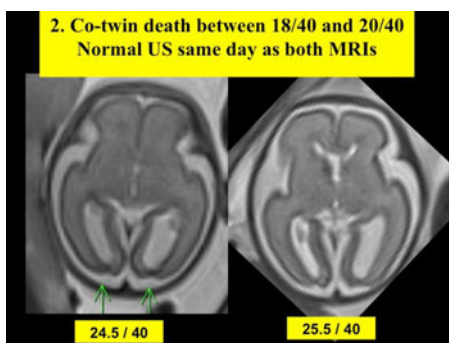 2. Co-twin death between 18/40 and 20/40
Normal US same day as both MRIs
24.5 / 40
25.5 / 40